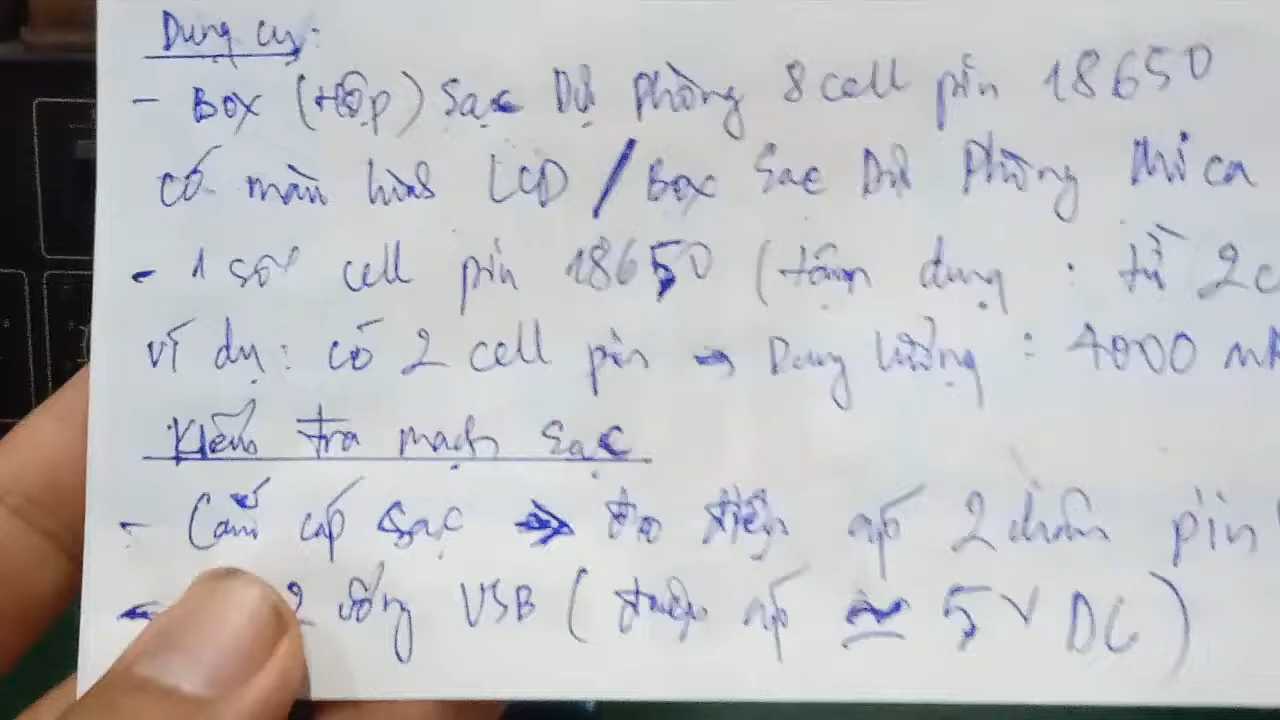 Dụng cụ:
- Box (Hộp) Sạc Dự Phòng 8 cell pin 18650
có màn hình LCD / Box Sạc Dự Phòng Mica
- 1 số cell pin 18650 (tận dụng : từ 2c
ví dụ: có 2 cell pin → Dung lượng : 4000 mA
Kiểm tra mạch sạc
- Cắm cáp sạc → đo điện áp 2 chân pin
2 cổng USB (điện áp ≈ 5V DC)